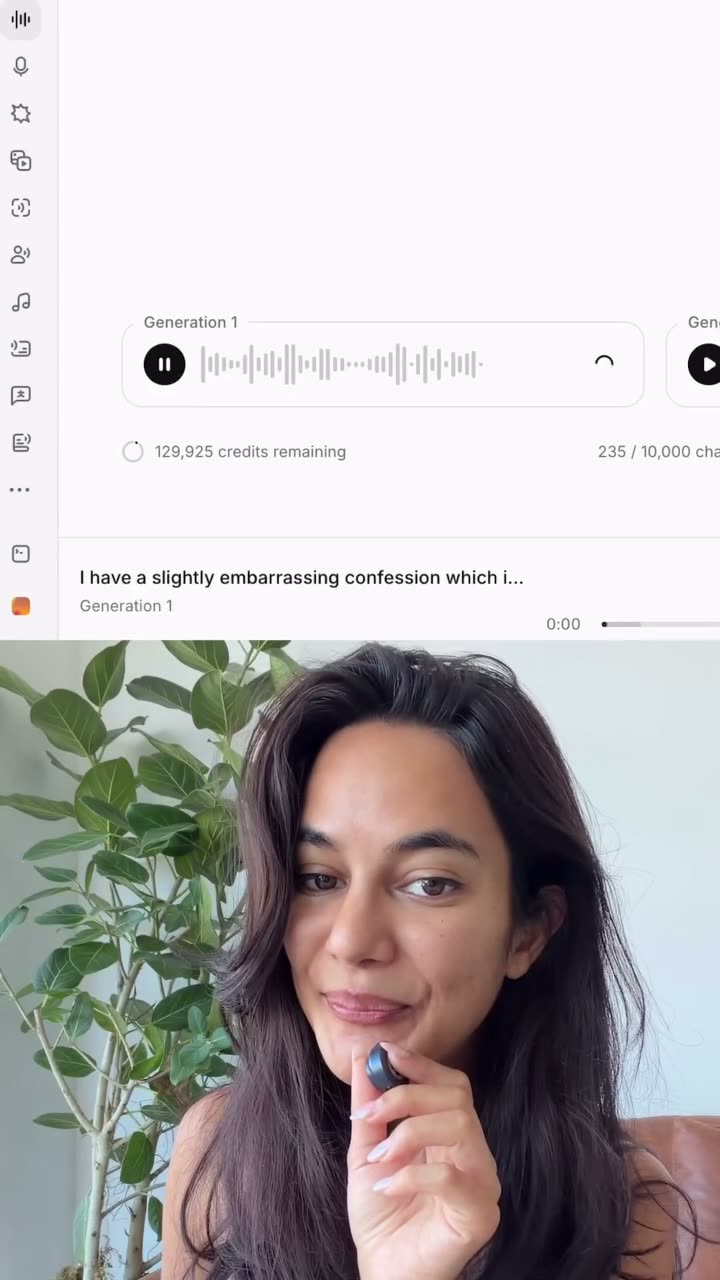 Generation 1
Gen
129,925 credits remaining
235 / 10,000 cha
I have a slightly embarrassing confession which i...
Generation 1
0:00